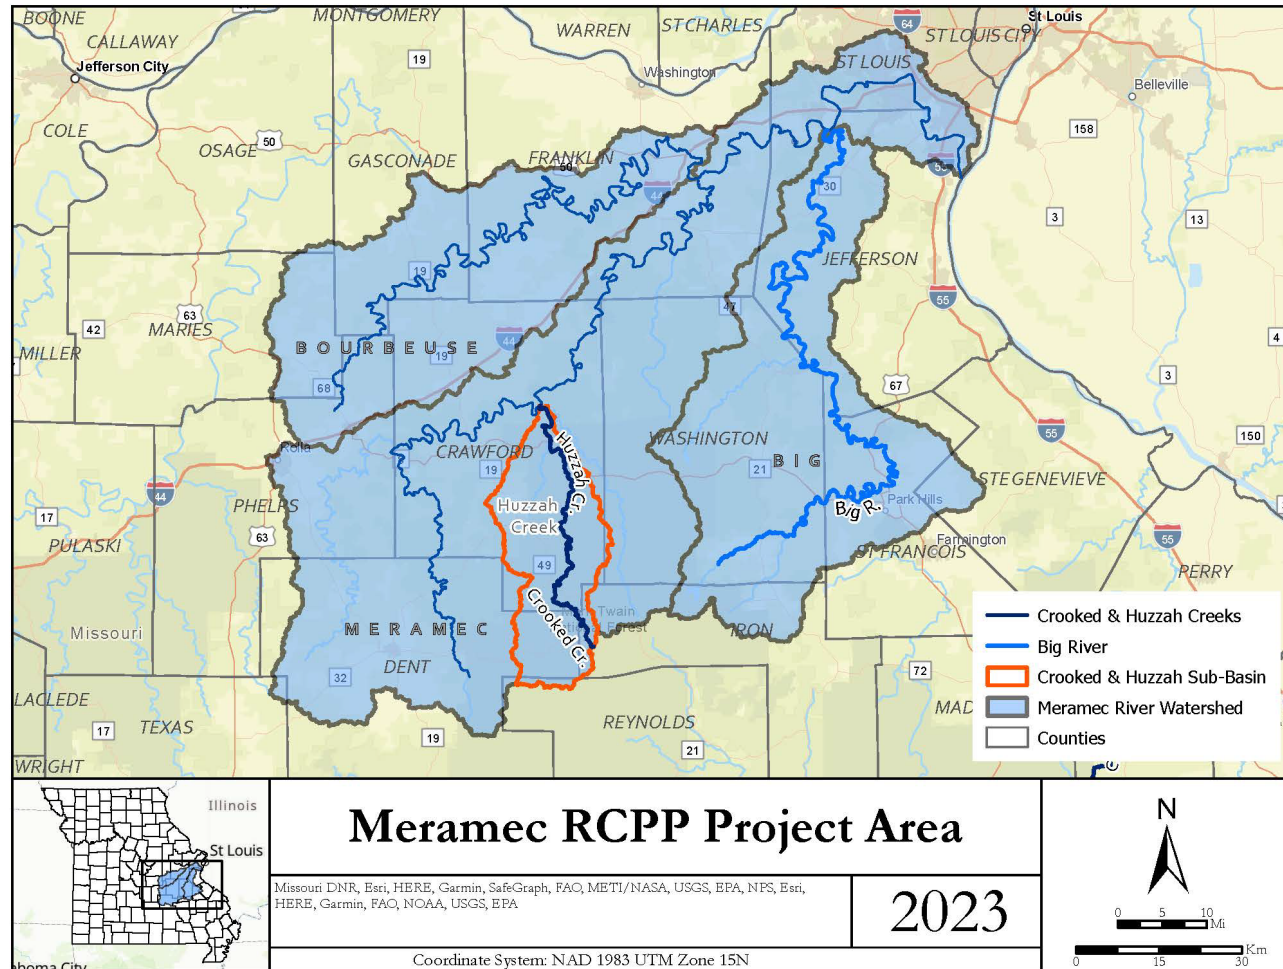 BOONE
MONTGOMERY
WARREN
ST CHARLES
64
St Louis
ST LOUIS CITY
CALLAWAY
19
ST LOUIS
Jefferson City
Washington
Belleville
COLE
OSAGE
50
158
GASCONADE
FRANKLIN
50
55
44
30
3
13
JEFFERSON
19
55
63
47
42
MARIES
MILLER
BOURBEUSE
44
19
4
68
67
3
55
Rolla
CRAWFORD
Huzzah Cr.
WASHINGTON
150
19
21
BIG
STE GENEVIEVE
44
PHELPS
Huzzah
Creek
Big R.
Park Hills
17
63
PULASKI
Farmington
55
ST FRANCOIS
49
PERRY
Crooked Cr.
Missouri
MERAMEC
IRON
DENT
32
72
LACLEDE
TEXAS
REYNOLDS
MAD
17
19
21
WRIGHT
Crooked & Huzzah Creeks
Big River
Crooked & Huzzah Sub-Basin
Meramec River Watershed
Counties
Illinois
St Louis
ahoma City
Meramec RCPP Project Area
Missouri DNR, Esri, HERE, Garmin, SafeGraph, FAO, METI/NASA, USGS, EPA, NPS, Esri,
HERE, Garmin, FAO, NOAA, USGS, EPA
2023
Coordinate System: NAD 1983 UTM Zone 15N
N
0 5 10
Mi
Km
0 15 30